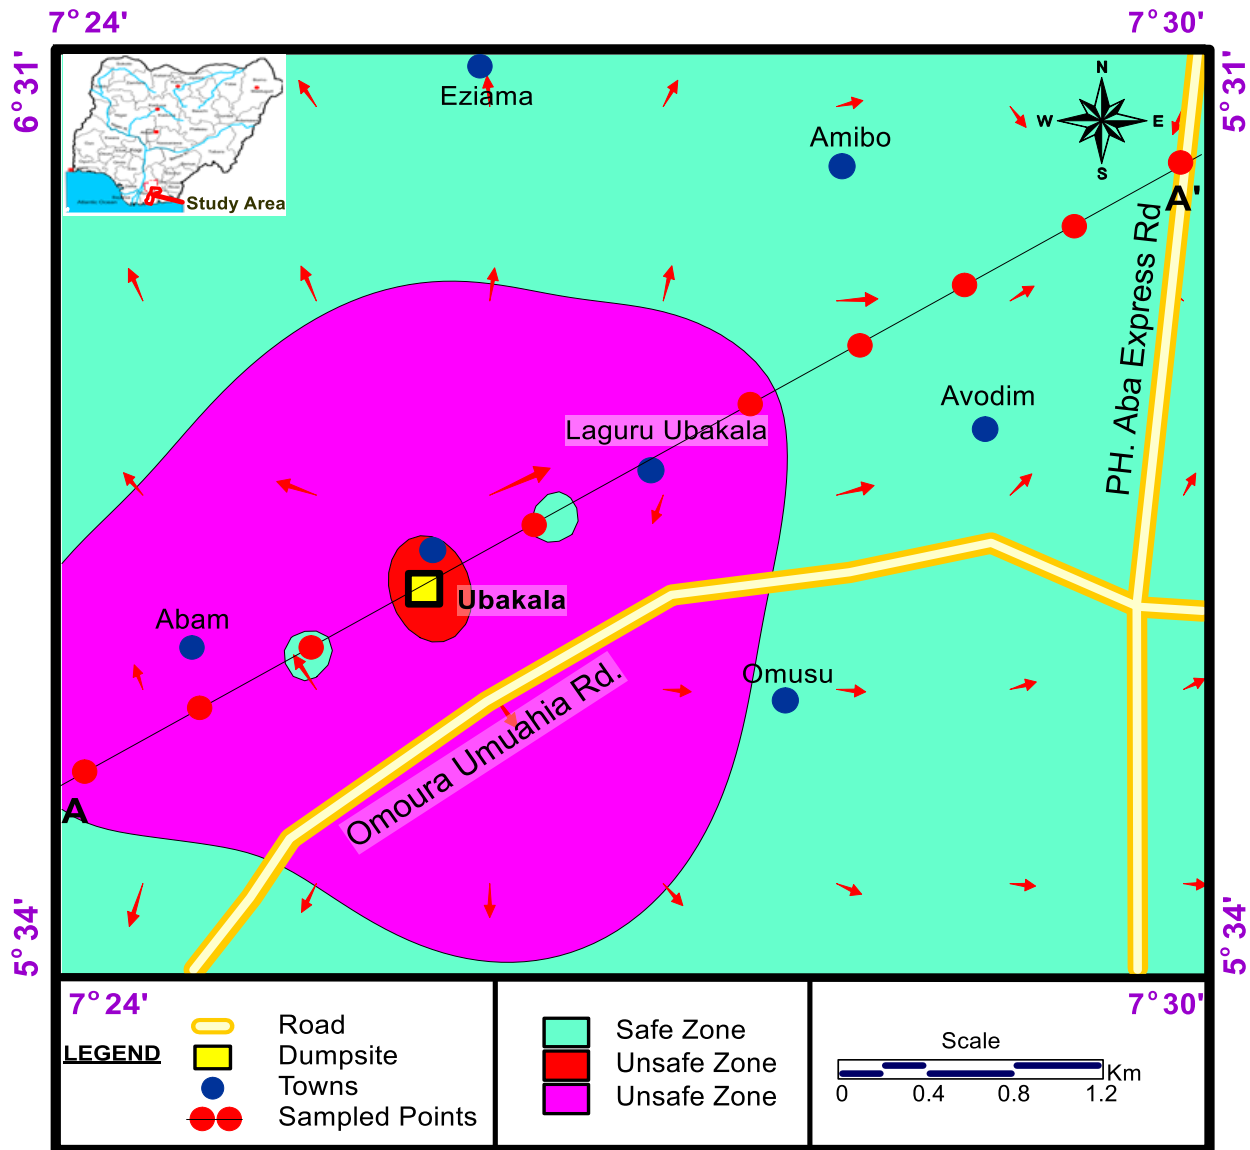 7° 24'
7° 30'
6° 31'
5° 31'
Eziama
Amibo
N
W
E
S
Study Area
A'
PH. Aba Express Rd
Avodim
Laguru Ubakala
Ubakala
Abam
Omusu
Omoura Umuahia Rd.
A
5° 34'
5° 34'
7° 24'
7° 30'
LEGEND
Road
Dumpsite
Towns
Sampled Points
Safe Zone
Unsafe Zone
Unsafe Zone
Scale
Km
0 0.4 0.8 1.2